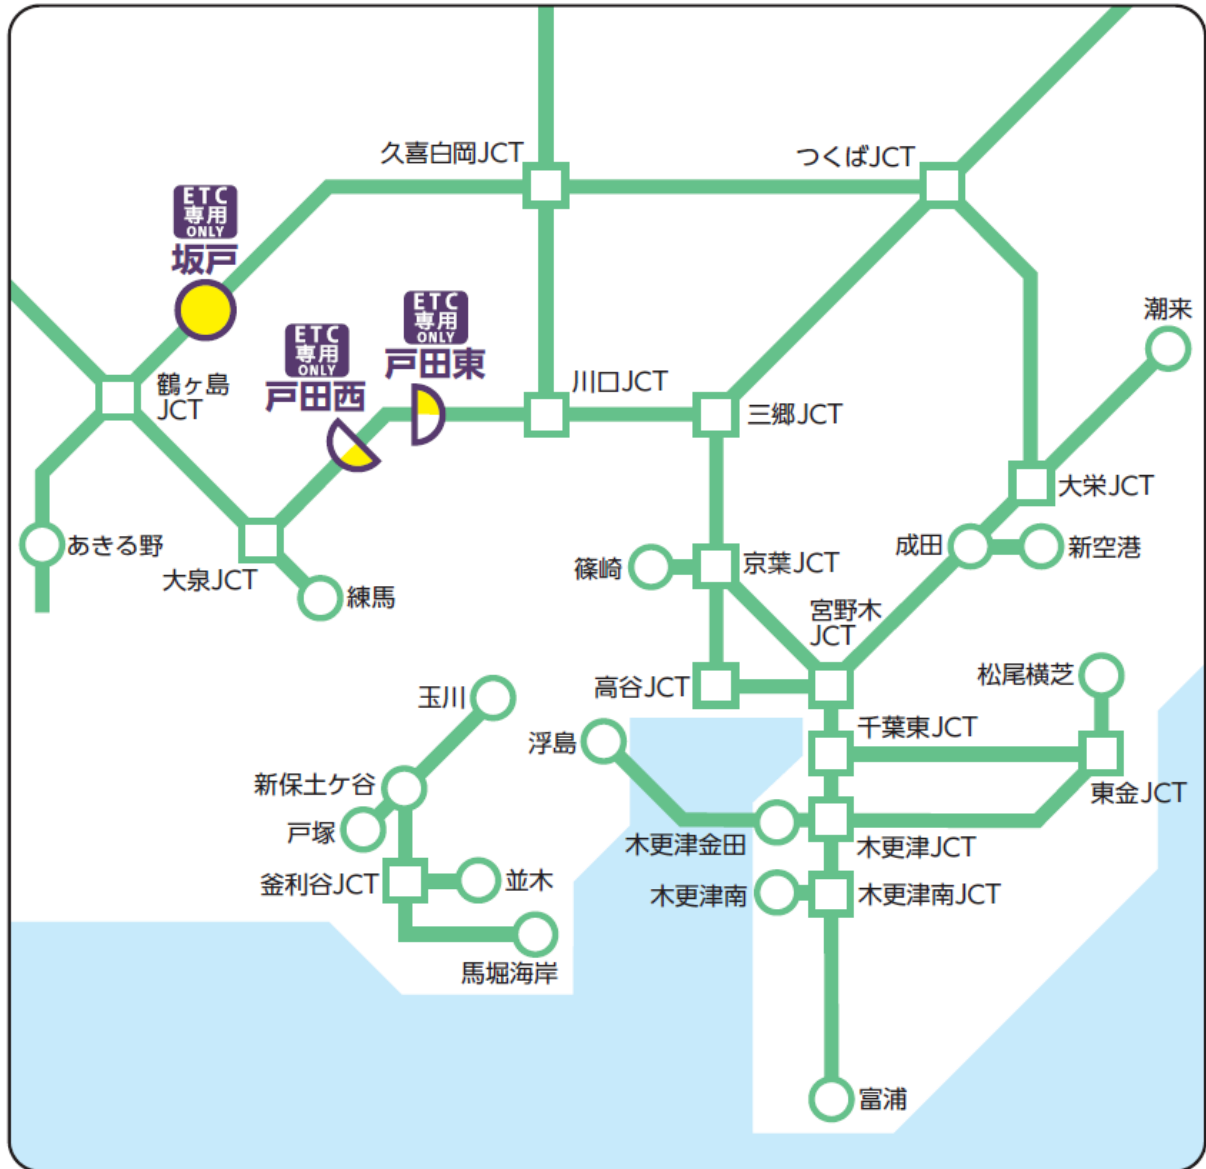 久喜白岡JCT
つくばJCT
ETC
専用
ONLY
坂戸
ETC
専用
ONLY
戸田東
ETC
専用
ONLY
戸田西
潮来
鶴ヶ島
JCT
川口JCT
三郷JCT
大栄JCT
あきる野
大泉JCT
練馬
篠崎
京葉JCT
成田
新空港
宮野木
JCT
高谷JCT
松尾横芝
玉川
浮島
千葉東JCT
新保土ケ谷
戸塚
東金JCT
木更津金田
木更津JCT
釜利谷JCT
並木
木更津南
木更津南JCT
馬堀海岸
富浦